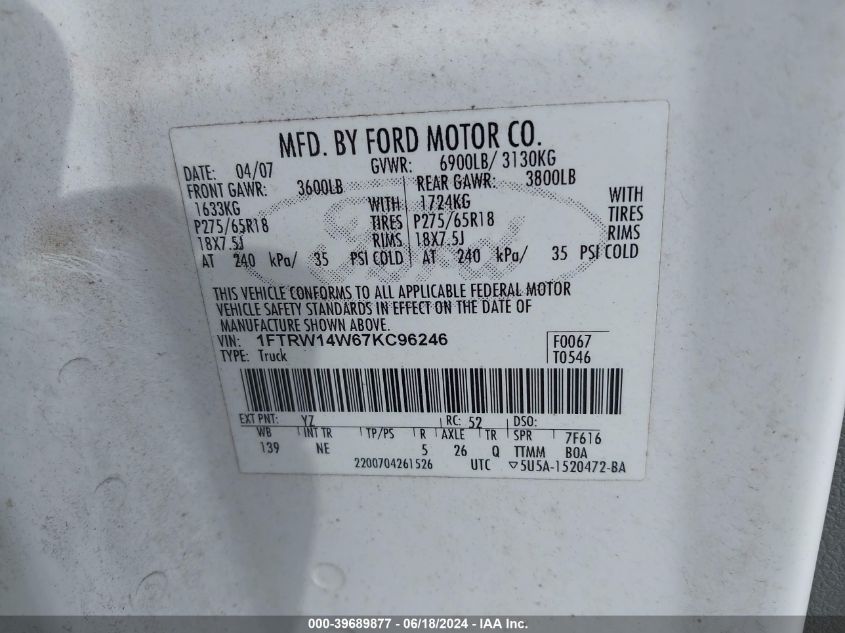 MFD. BY FORD MOTOR CO.
DATE: 04/07 GVWR: 6900LB/ 3130KG
FRONT GAWR: 3600LB REAR GAWR: 3800LB
1633KG WITH 1724KG WITH
P275/65R18 TIRES P275/65R18 TIRES
18X7.5J RIMS 18X7.5J RIMS
AT 240 kPa/ 35 PSI COLD AT 240 kPa/ 35 PSI COLD
THIS VEHICLE CONFORMS TO ALL APPLICABLE FEDERAL MOTOR
VEHICLE SAFETY STANDARDS IN EFFECT ON THE DATE OF
MANUFACTURE SHOWN ABOVE.
VIN: 1FTRW14W67KC96246 F0067
TYPE: Truck T0546
EXT PNT: YZ RC: 52 DSO:
WB INT TR TP/PS R AXLE TR SPR 7F616
139 NE 5 26 Q TTMM BOA
2200704261526 UTC ▽5U5A-1520472-BA
000-39689877 - 06/18/2024 - IAA Inc.